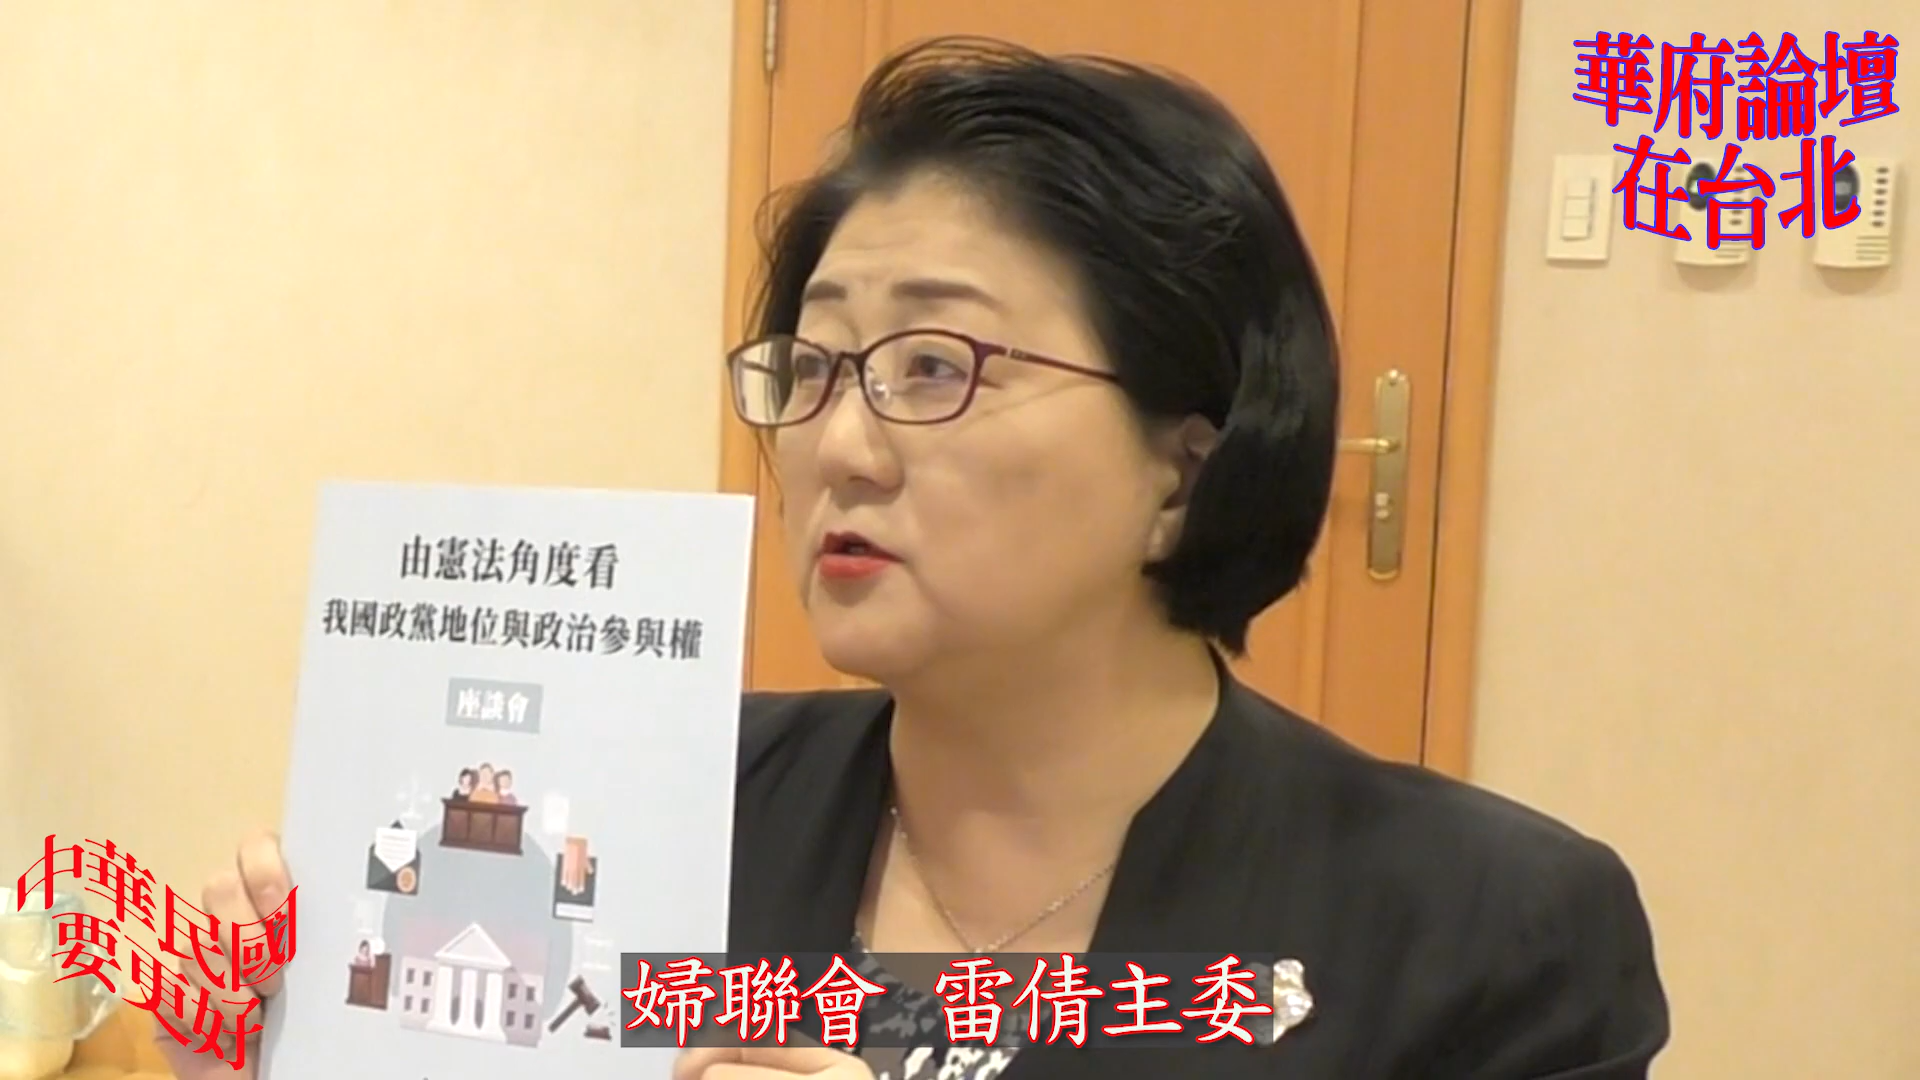 華府論壇
在台北
由憲法角度看
我國政黨地位與政治參與權
座談會
中華民國
要更好
婦聯會 雷倩主委